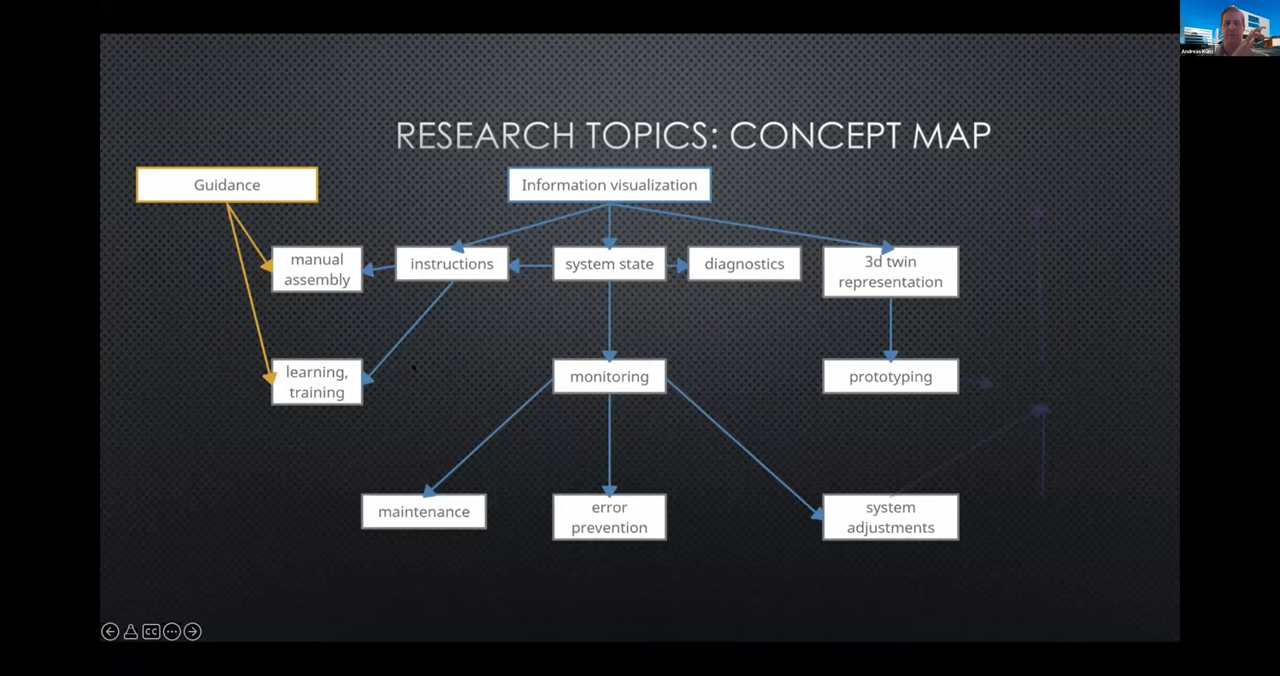 RESEARCH TOPICS: CONCEPT MAP
Guidance
Information visualization
manual
assembly
instructions
system state
diagnostics
3d twin
representation
learning,
training
monitoring
prototyping
maintenance
error
prevention
system
adjustments
CC